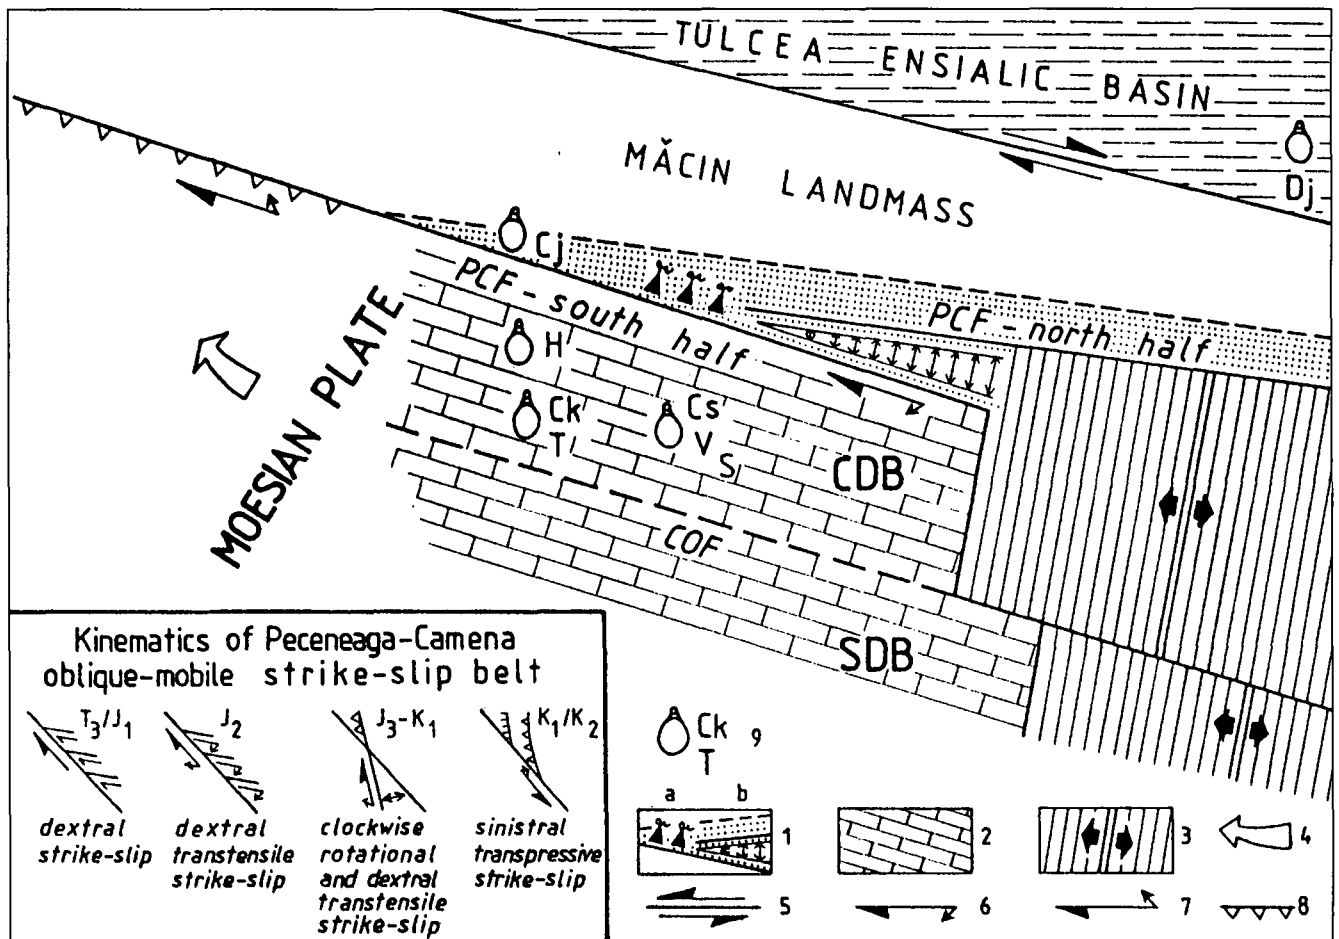 TULCEA ENSIALIC BASIN
Dj
MĂCIN LANDMASS
Cj
PCF - south half
PCF - north half
H
Ck
T
Cs
V
S
CDB
MOESIAN PLATE
COF
SDB
Kinematics of Peceneaga-Camena
oblique-mobile strike-slip belt
T3/J1
J2
J3-K1
K1/K2
dextral
strike-slip
dextral
transtensile
strike-slip
clockwise
rotational
and dextral
transtensile
strike-slip
sinistral
transpressive
strike-slip
Ck
T
9
a
b
1
2
3
4
5
6
7
8